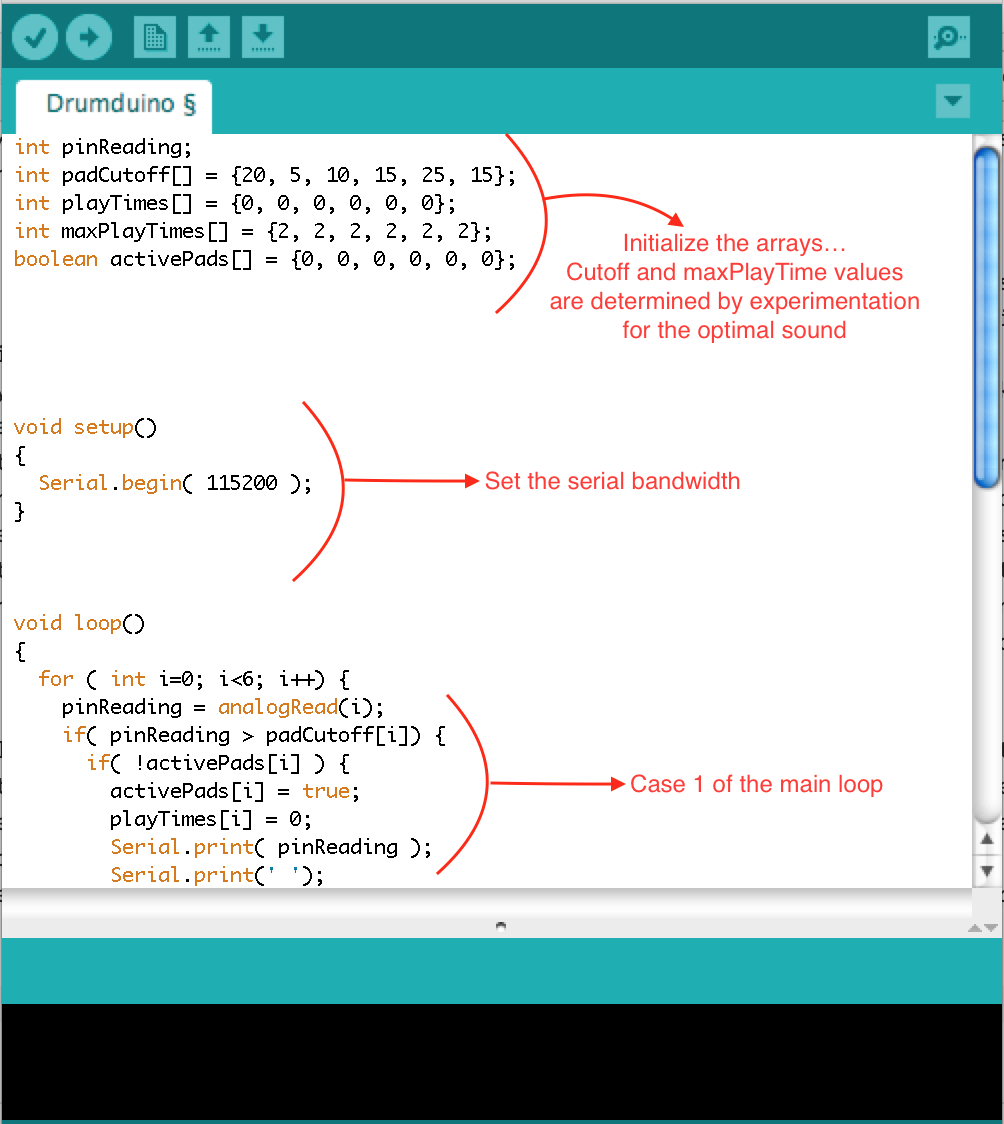 Drumduino §
int pinReading;
int padCutoff[] = {20, 5, 10, 15, 25, 15};
int playTimes[] = {0, 0, 0, 0, 0, 0};
int maxPlayTimes[] = {2, 2, 2, 2, 2, 2};
boolean activePads[] = {0, 0, 0, 0, 0, 0};
Initialize the arrays...
Cutoff and maxPlayTime values
are determined by experimentation
for the optimal sound
void setup()
{
  Serial.begin( 115200 );
}
Set the serial bandwidth
void loop()
{
  for ( int i=0; i<6; i++) {
    pinReading = analogRead(i);
    if( pinReading > padCutoff[i]) {
      if( !activePads[i] ) {
        activePads[i] = true;
        playTimes[i] = 0;
        Serial.print( pinReading );
        Serial.print(' ');
Case 1 of the main loop